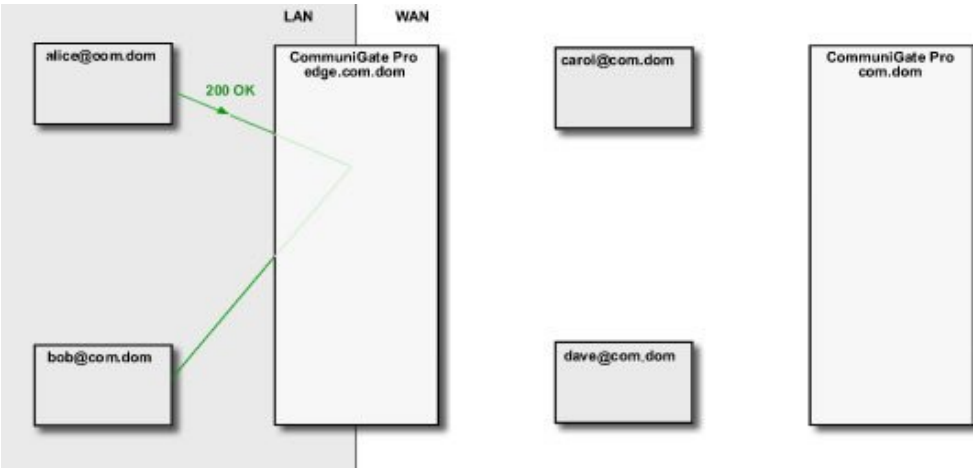 LAN WAN
alice@com.dom
CommuniGate Pro
edge.com.dom
carol@com.dom
CommuniGate Pro
com.dom
200 OK
bob@com.dom
dave@com.dom